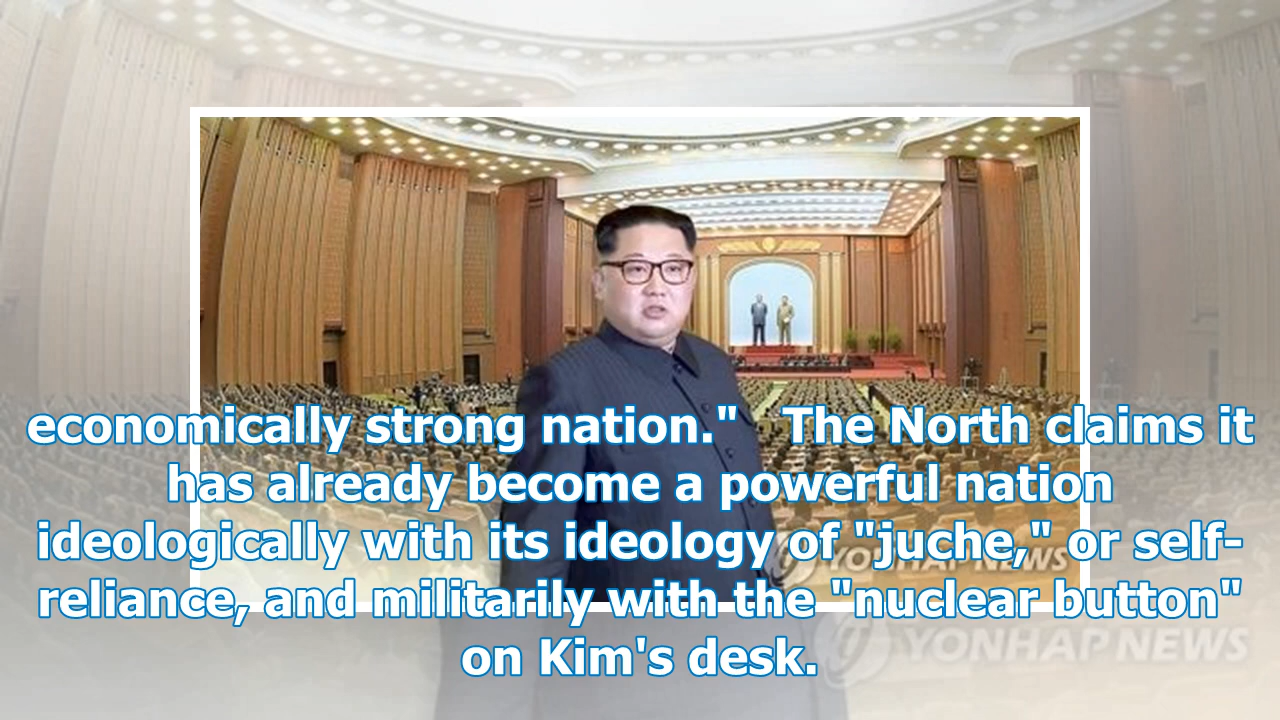 economically strong nation." The North claims it
has already become a powerful nation
ideologically with its ideology of "juche," or self-
reliance, and militarily with the "nuclear button"
on Kim's desk.
YONHAP NEWS
YONHAP NEWS